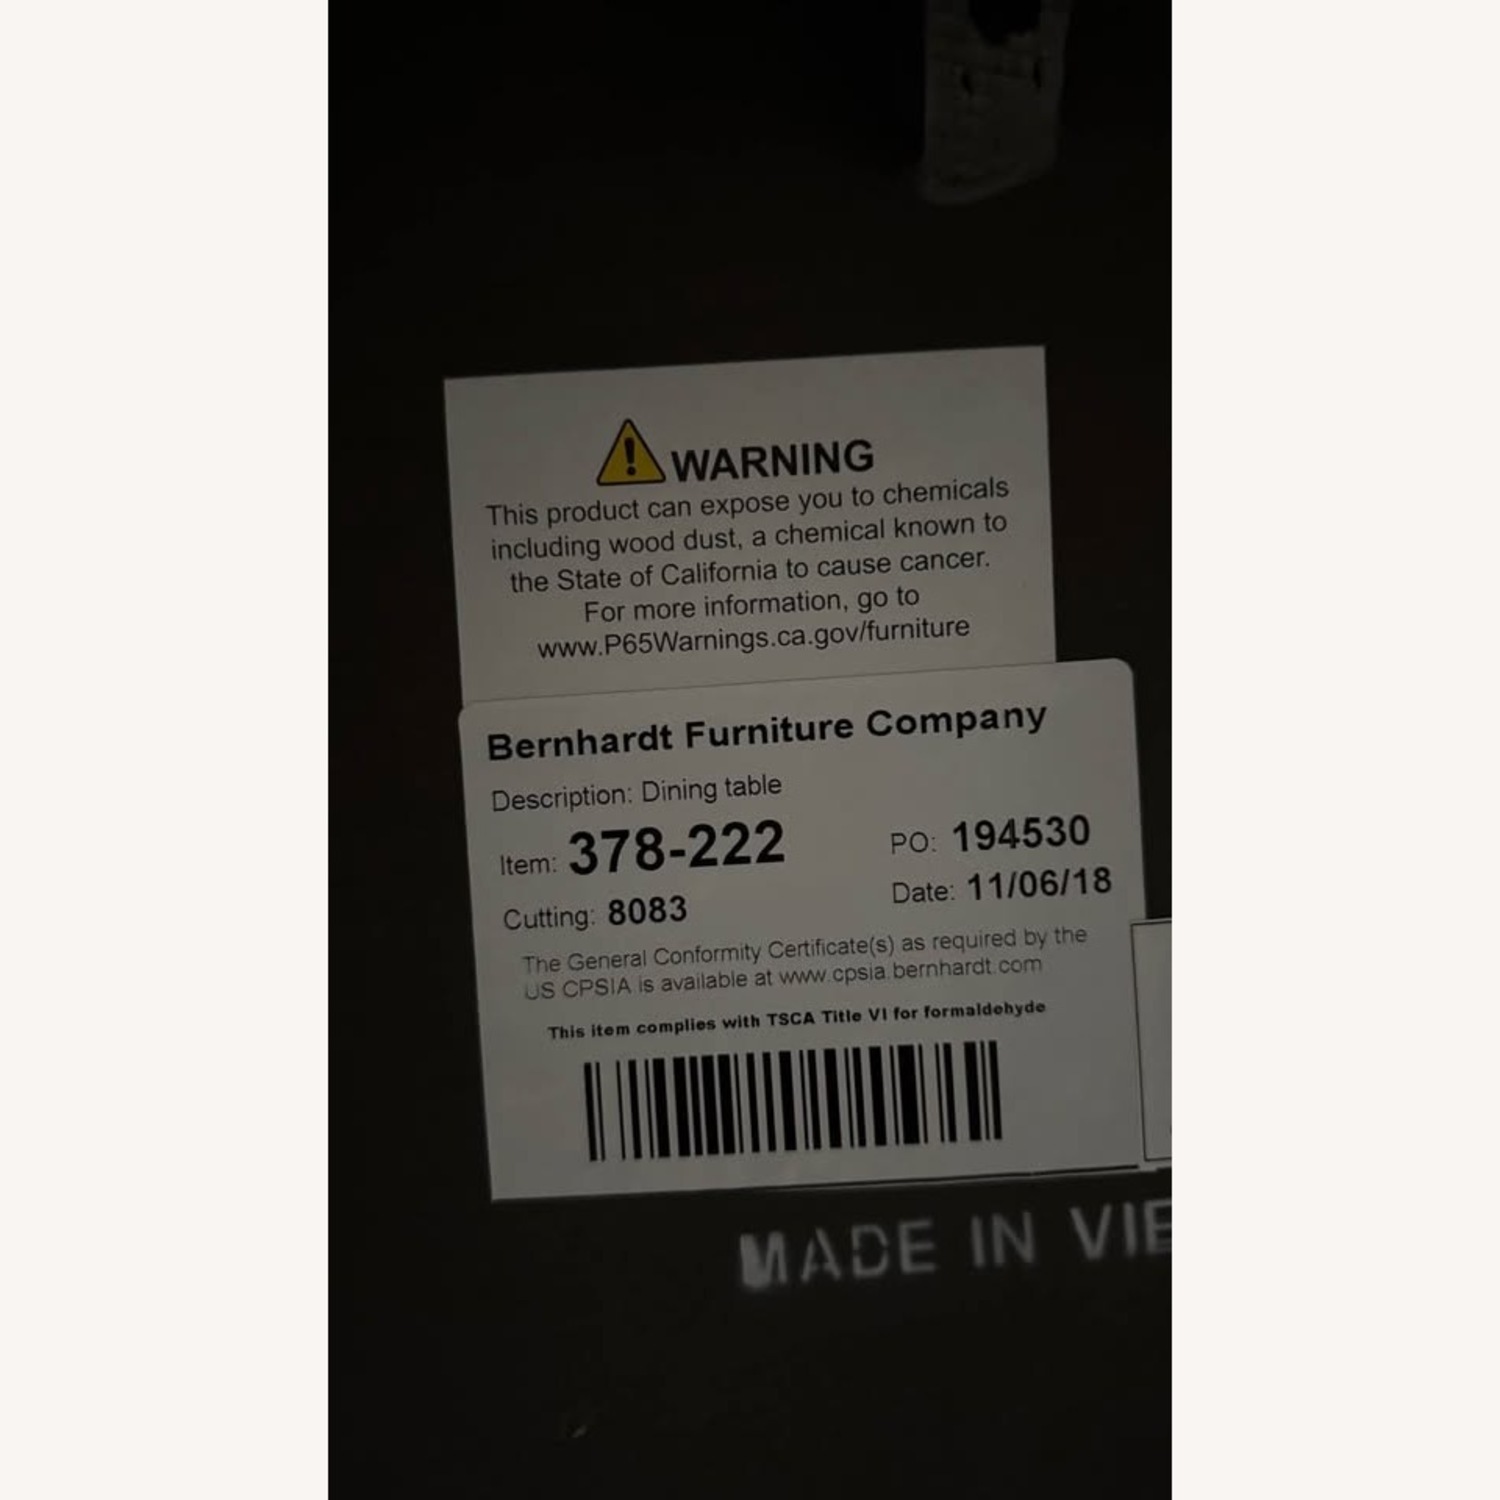 WARNING
This product can expose you to chemicals
including wood dust, a chemical known to
the State of California to cause cancer.
For more information, go to
www.P65Warnings.ca.gov/furniture
Bernhardt Furniture Company
Description: Dining table
Item: 378-222
PO: 194530
Cutting: 8083
Date: 11/06/18
The General Conformity Certificate(s) as required by the
US CPSIA is available at www.cpsia.bernhardt.com
This item complies with TSCA Title VI for formaldehyde
MADE IN VIE